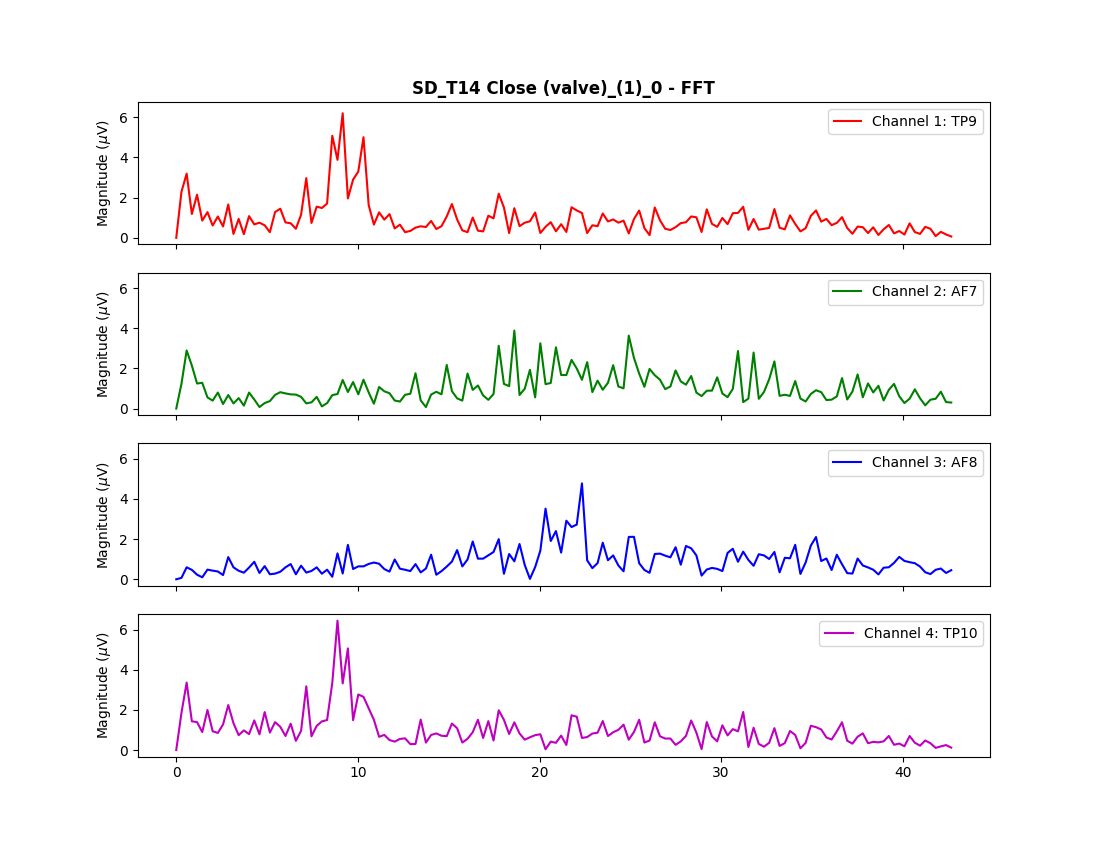 SD_T14 Close (valve)_(1)_0 - FFT
Magnitude (μV)
6
4
2
0
Channel 1: TP9
Magnitude (μV)
6
4
2
0
Channel 2: AF7
Magnitude (μV)
6
4
2
0
Channel 3: AF8
Magnitude (μV)
6
4
2
0
Channel 4: TP10
0 10 20 30 40